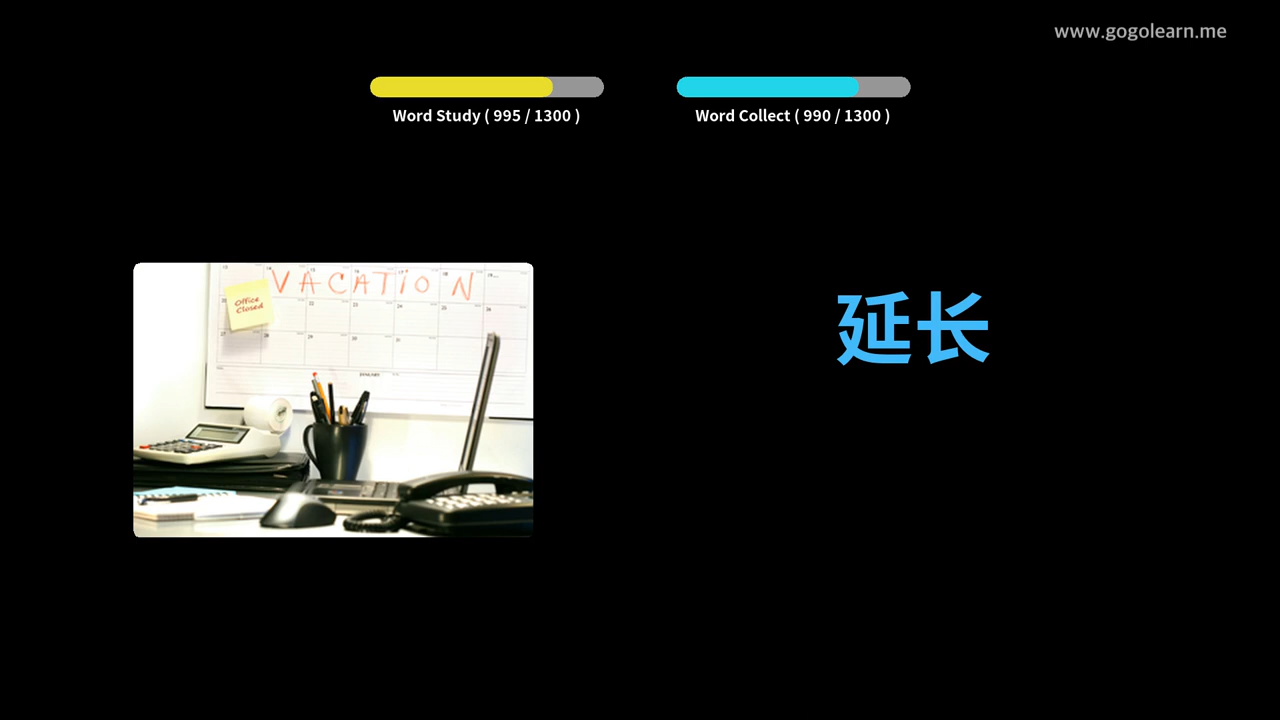 www.gogolearn.me
Word Study ( 995 / 1300 )
Word Collect ( 990 / 1300 )
VACATION
Office
Closed
延长